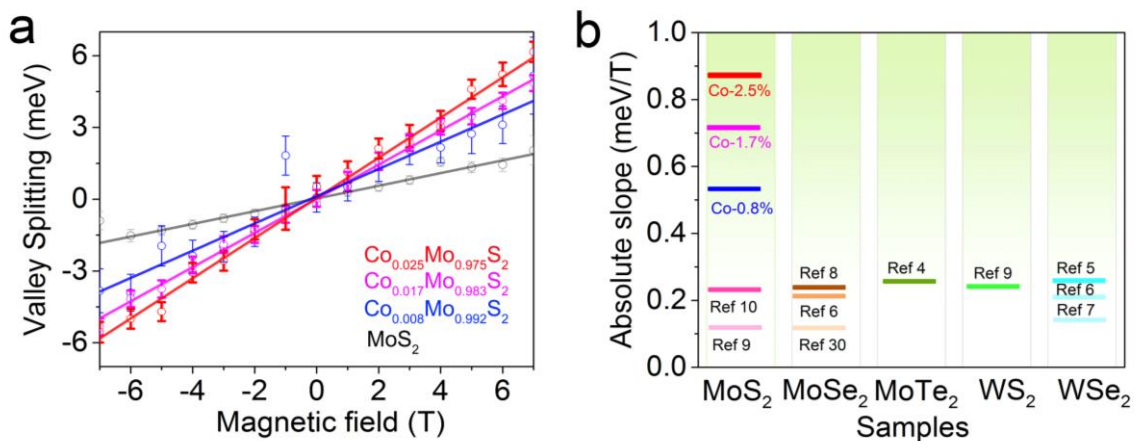 a
Valley Splitting (meV)
6
3
0
-3
-6
-6 -4 -2 0 2 4 6
Magnetic field (T)
Co0.025Mo0.975S2
Co0.017Mo0.983S2
Co0.008Mo0.992S2
MoS2
b
Absolute slope (meV/T)
1.0
0.8
0.6
0.4
0.2
0.0
Co-2.5%
Co-1.7%
Co-0.8%
Ref 10
Ref 9
Ref 8
Ref 6
Ref 30
Ref 4
Ref 9
Ref 5
Ref 6
Ref 7
MoS2 MoSe2 MoTe2 WS2 WSe2
Samples